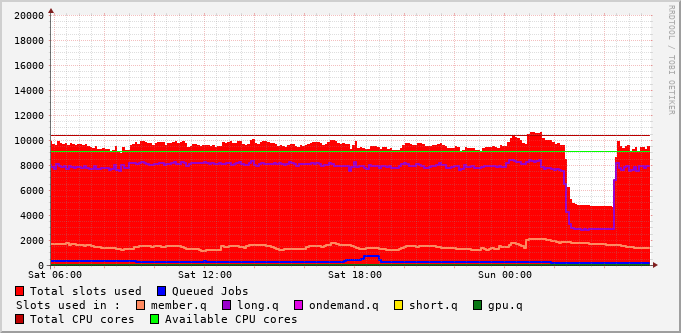 20000
18000
16000
14000
12000
10000
8000
6000
4000
2000
0
Sat 06:00 Sat 12:00 Sat 18:00 Sun 00:00
Total slots used Queued Jobs
Slots used in : member.q long.q ondemand.q short.q gpu.q
Total CPU cores Available CPU cores
RRDTOOL / TOBI OETIKER